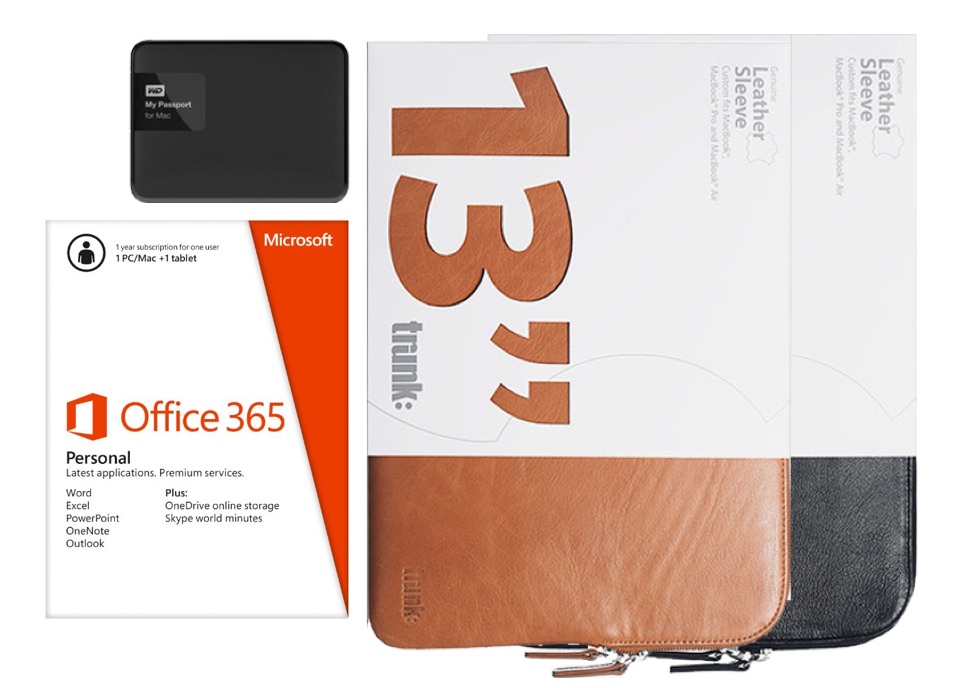 WD
My Passport
for Mac
1 year subscription for one user
1 PC/Mac +1 tablet
Microsoft
Office 365
Personal
Latest applications. Premium services.
Word
Excel
PowerPoint
OneNote
Outlook
Plus:
OneDrive online storage
Skype world minutes
13”
trunk:
Genuine
Leather
Sleeve
Custom fits MacBook®,
MacBook® Pro and MacBook® Air
trunk:
Genuine
Leather
Sleeve
Custom fits MacBook®,
MacBook® Pro and MacBook® Air